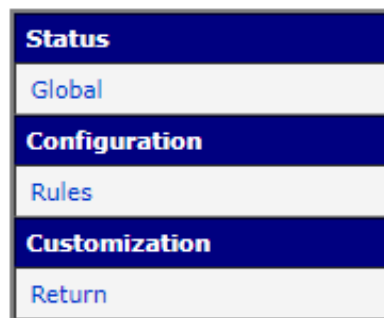 Status
Global
Configuration
Rules
Customization
Return